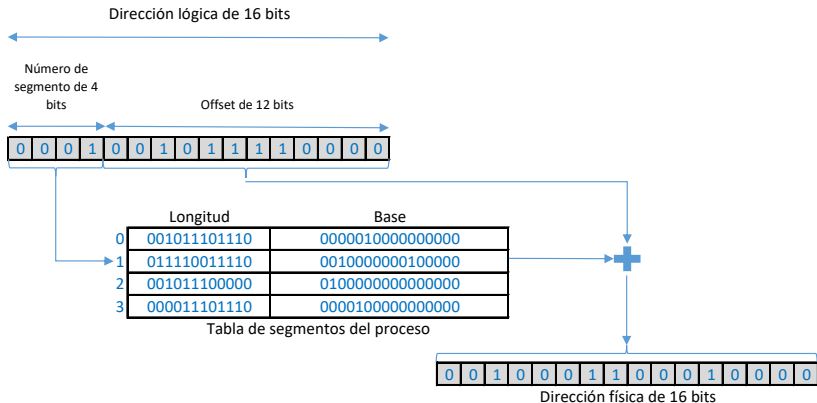 Dirección lógica de 16 bits
Número de
segmento de 4
bits
Offset de 12 bits
0 0 0 1 0 0 1 0 1 1 1 1 0 0 0 0
Longitud Base
0 001011101110 0000010000000000
1 011110011110 0010000000100000
2 001011100000 0100000000000000
3 000011101110 0000100000000000
Tabla de segmentos del proceso
0 0 1 0 0 0 1 1 0 0 0 1 0 0 0 0
Dirección física de 16 bits